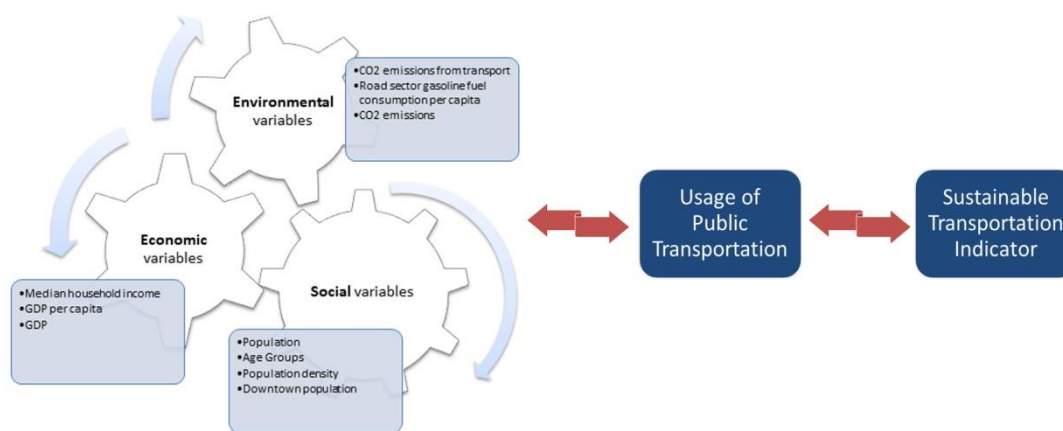 Environmental
variables
•CO2 emissions from transport
•Road sector gasoline fuel
consumption per capita
•CO2 emissions
Economic
variables
•Median household income
•GDP per capita
•GDP
Social variables
•Population
•Age Groups
•Population density
•Downtown population
Usage of
Public
Transportation
Sustainable
Transportation
Indicator